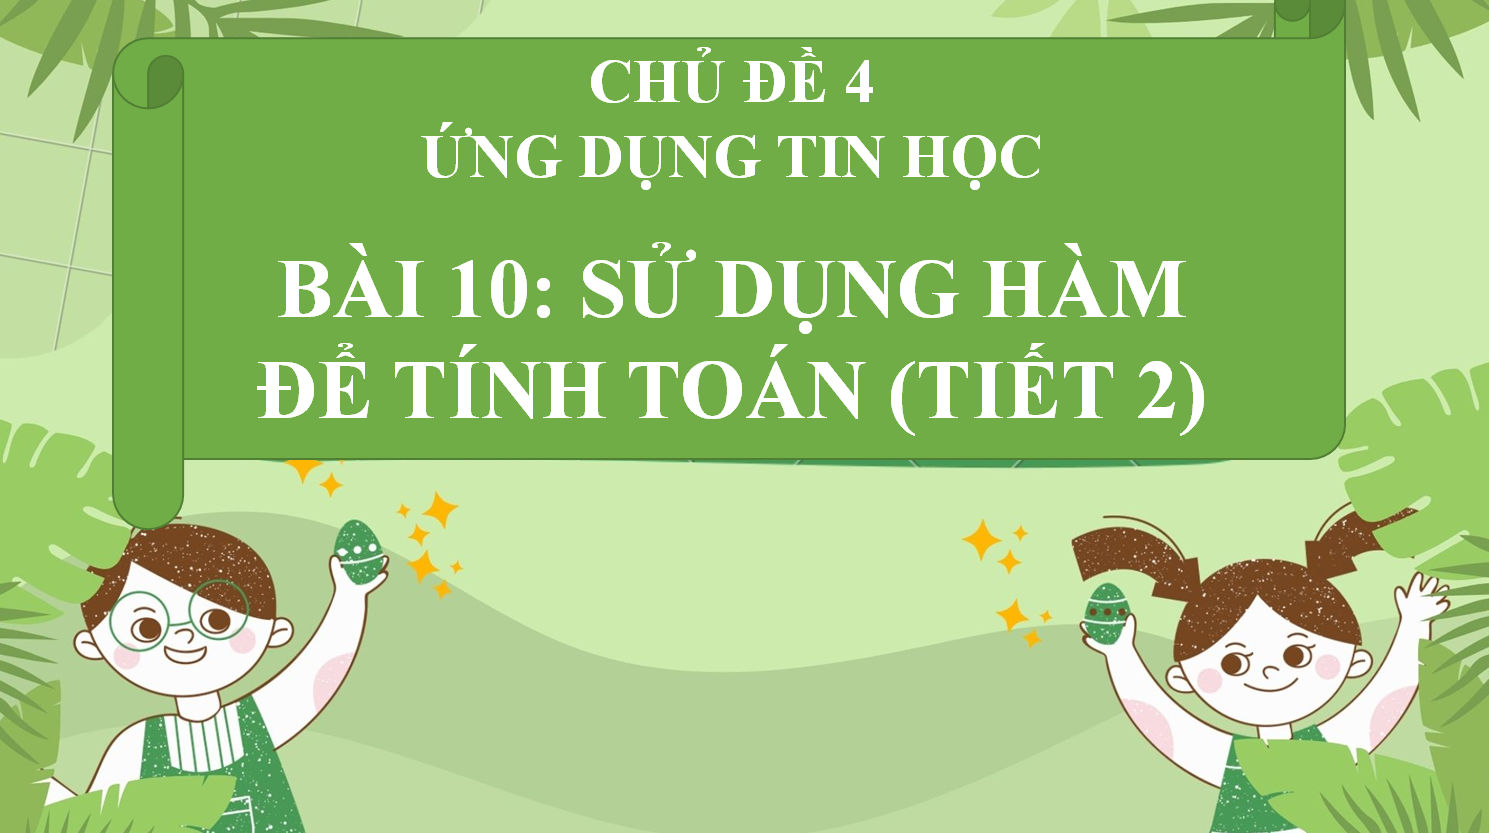 CHỦ ĐỀ 4
ỨNG DỤNG TIN HỌC
BÀI 10: SỬ DỤNG HÀM
ĐỂ TÍNH TOÁN (TIẾT 2)